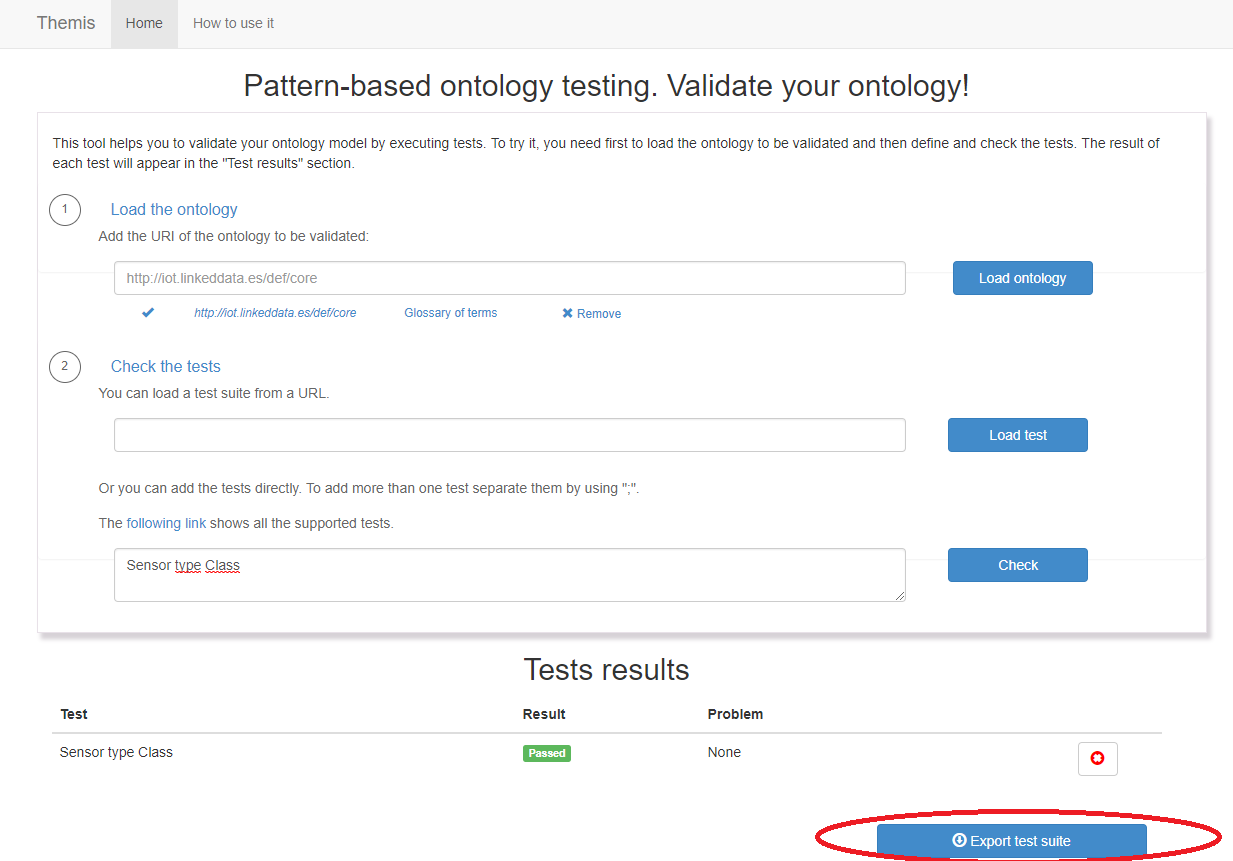 Themis Home How to use it
Pattern-based ontology testing. Validate your ontology!
This tool helps you to validate your ontology model by executing tests. To try it, you need first to load the ontology to be validated and then define and check the tests. The result of
each test will appear in the "Test results" section.
1 Load the ontology
Add the URI of the ontology to be validated:
http://iot.linkeddata.es/def/core Load ontology
http://iot.linkeddata.es/def/core Glossary of terms Remove
2 Check the tests
You can load a test suite from a URL.
Load test
Or you can add the tests directly. To add more than one test separate them by using ";".
The following link shows all the supported tests.
Sensor type Class Check
Tests results
Test Result Problem
Sensor type Class Passed None
Export test suite